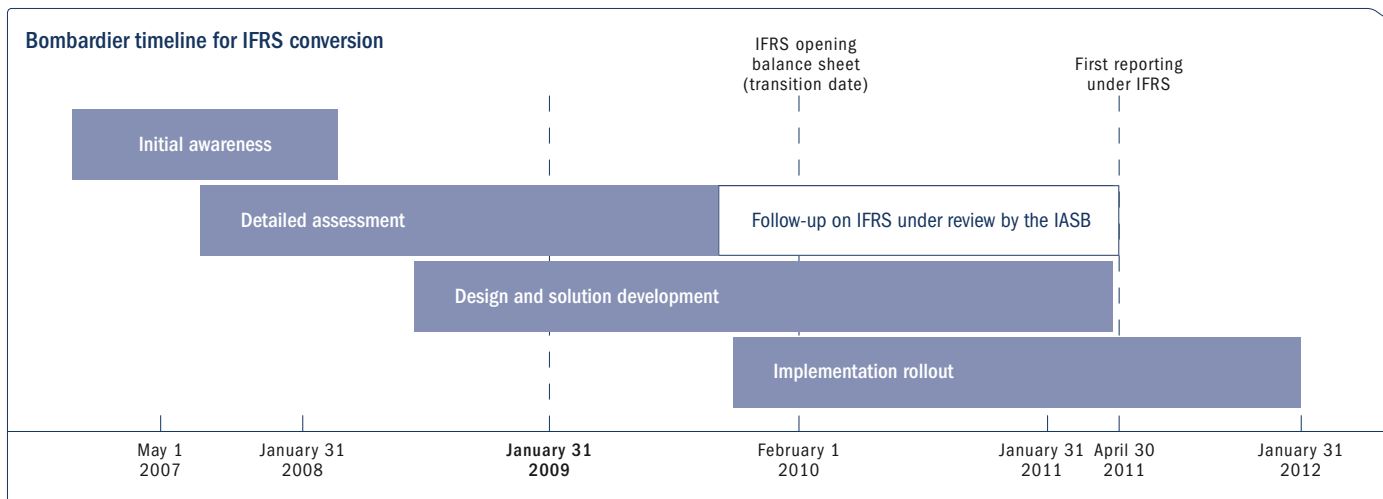 Bombardier timeline for IFRS conversion
IFRS opening
balance sheet
(transition date)
First reporting
under IFRS
Initial awareness
Detailed assessment
Follow-up on IFRS under review by the IASB
Design and solution development
Implementation rollout
May 1
2007
January 31
2008
January 31
2009
February 1
2010
January 31
2011
April 30
2011
January 31
2012